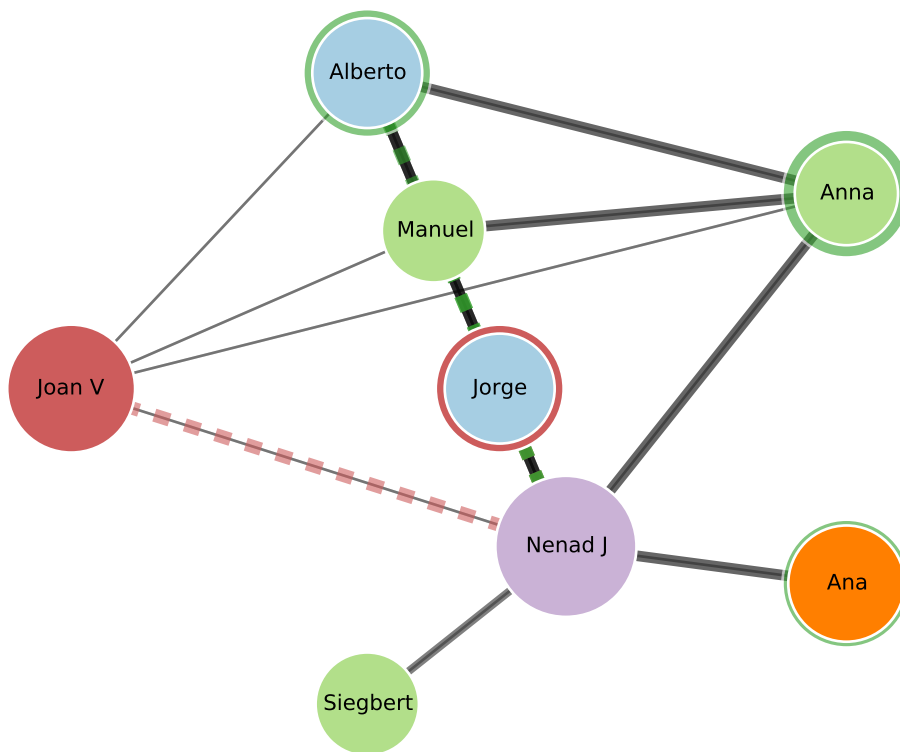 Alberto
Anna
Manuel
Joan V
Jorge
Nenad J
Ana
Siegbert